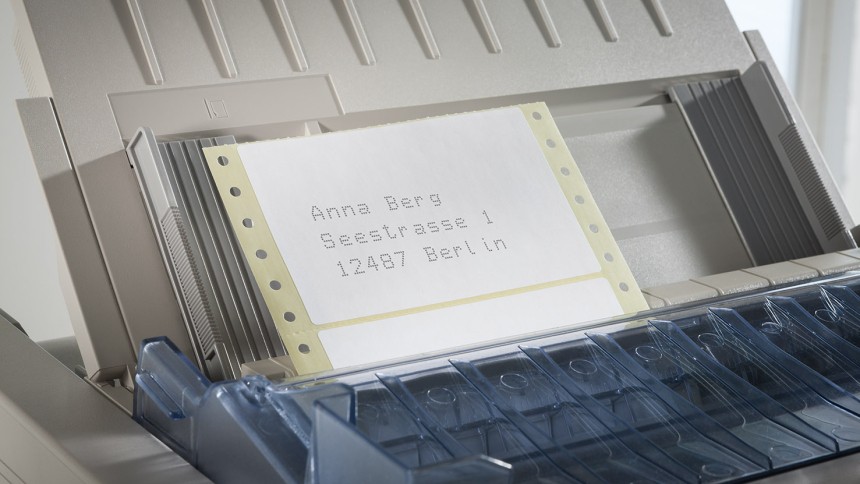 Anna Berg
Seestrasse 1
12487 Berlin